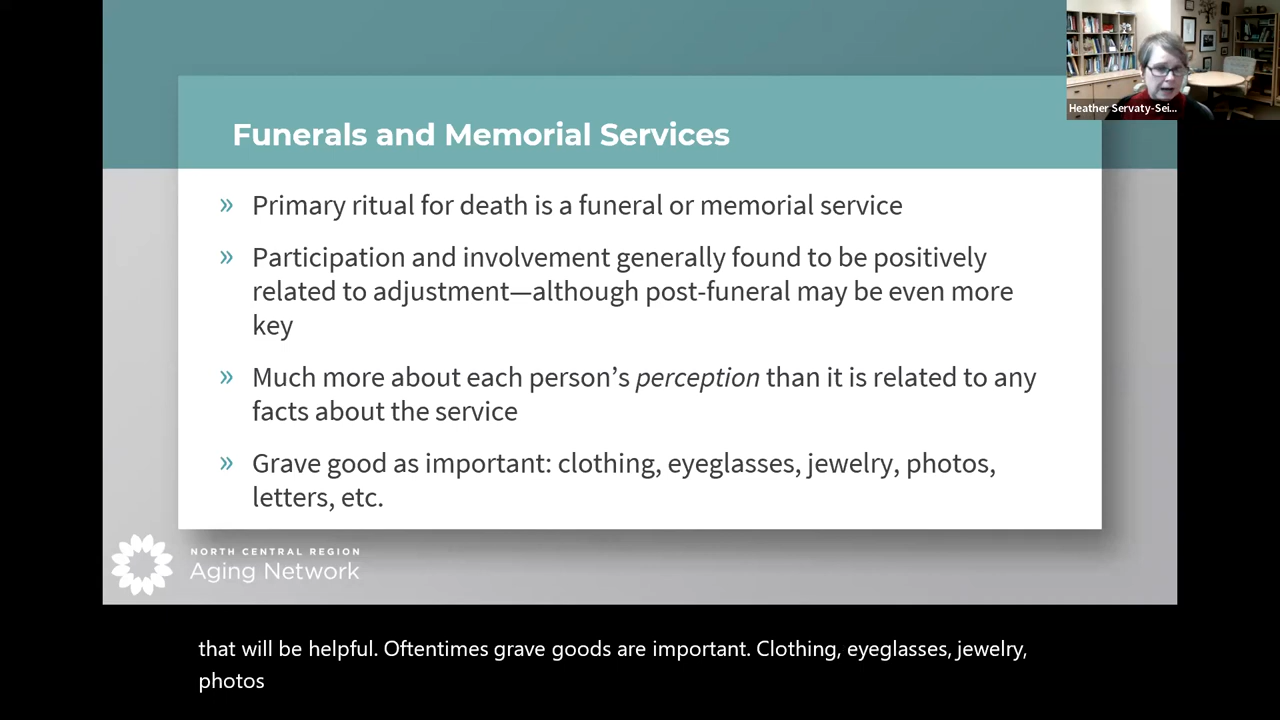 Heather Servaty-Sei...
Funerals and Memorial Services
» Primary ritual for death is a funeral or memorial service
» Participation and involvement generally found to be positively
related to adjustment—although post-funeral may be even more
key
» Much more about each person’s perception than it is related to any
facts about the service
» Grave good as important: clothing, eyeglasses, jewelry, photos,
letters, etc.
NORTH CENTRAL REGION
Aging Network
that will be helpful. Oftentimes grave goods are important. Clothing, eyeglasses, jewelry,
photos